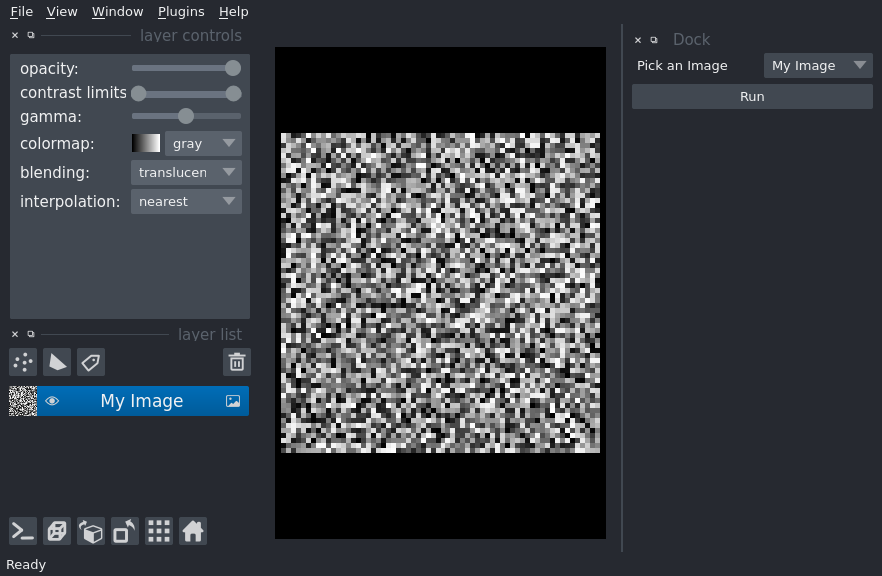 File View Window Plugins Help
layer controls
opacity:
contrast limits
gamma:
colormap: gray
blending: translucen
interpolation: nearest
layer list
My Image
Ready
Dock
Pick an Image My Image
Run